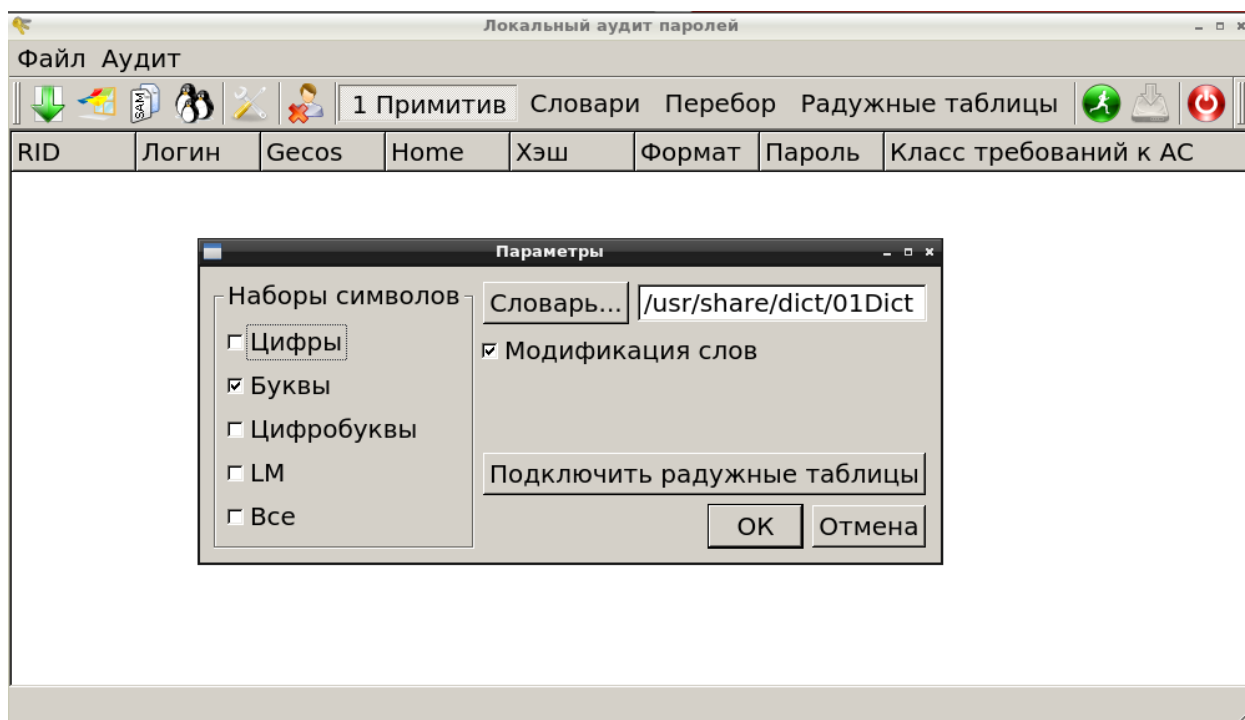 Локальный аудит паролей
Файл Аудит
SAM 1 Примитив Словари Перебор Радужные таблицы
RID Логин Gecos Home Хэш Формат Пароль Класс требований к АС
Параметры
Наборы символов
Цифры
Буквы
Цифробуквы
LM
Все
Словарь... /usr/share/dict/01Dict
Модификация слов
Подключить радужные таблицы
ОК Отмена